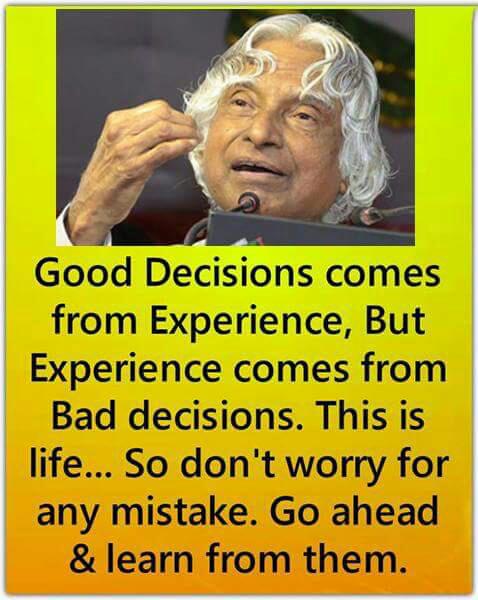 Good Decisions comes
from Experience, But
Experience comes from
Bad decisions. This is
life... So don't worry for
any mistake. Go ahead
& learn from them.